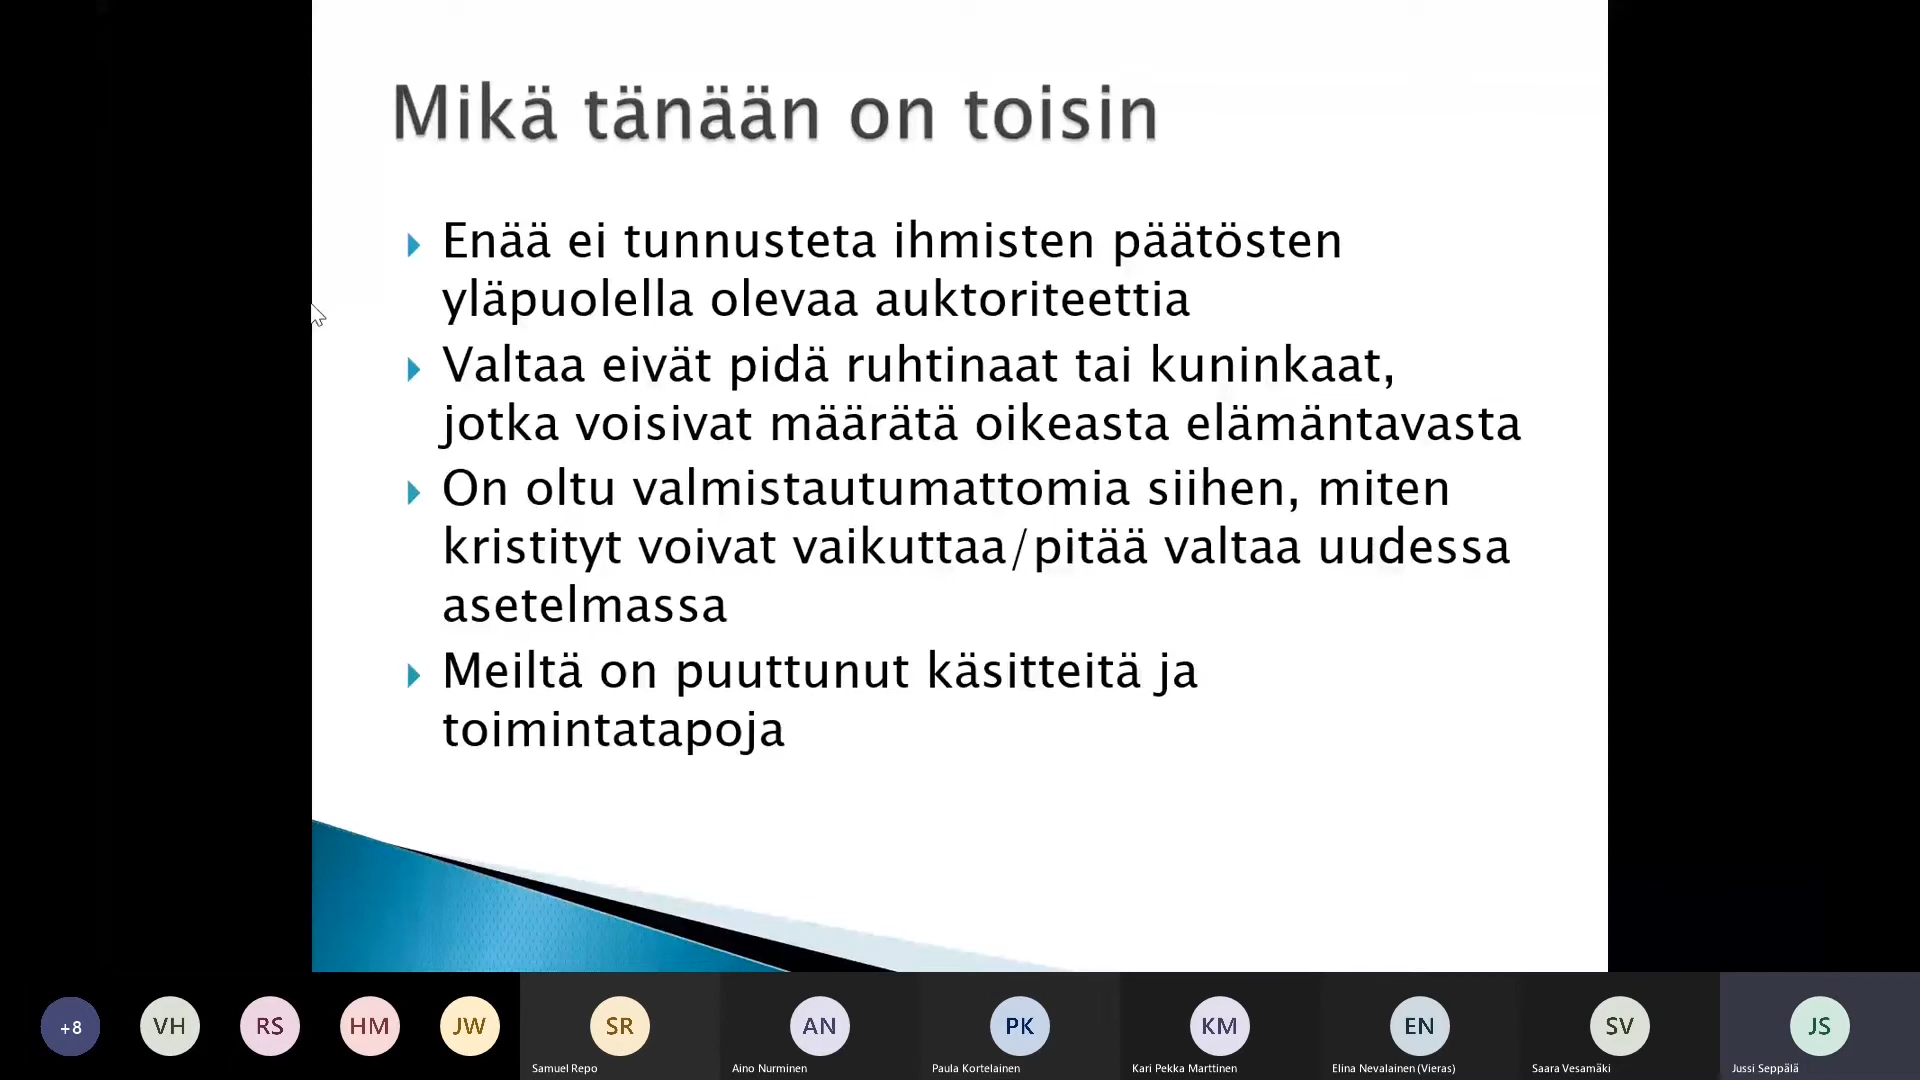 Mikä tänään on toisin
Enää ei tunnusteta ihmisten päätösten
yläpuolella olevaa auktoriteettia
Valtaa eivät pidä ruhtinaat tai kuninkaat,
jotka voisivat määrätä oikeasta elämäntavasta
On oltu valmistautumattomia siihen, miten
kristityt voivat vaikuttaa/pitää valtaa uudessa
asetelmassa
Meiltä on puuttunut käsitteitä ja
toimintatapoja
+8
VH
RS
HM
JW
SR
Samuel Repo
AN
Aino Nurminen
PK
Paula Kortelainen
KM
Kari Pekka Marttinen
EN
Elina Nevalainen (Vieras)
SV
Saara Vesamäki
JS
Jussi Seppälä